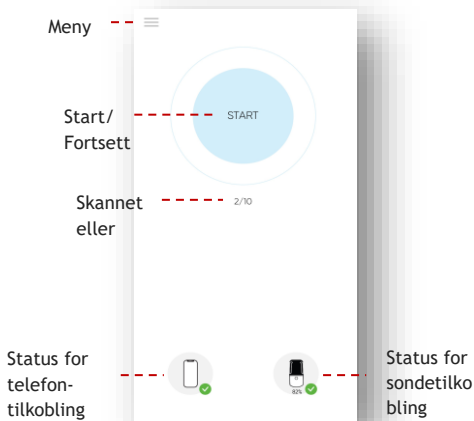 Meny
START
Start/
Fortsett
Skannet
eller
2/10
Status for
telefon-
tilkobling
82%
Status for
sondetilko
bling